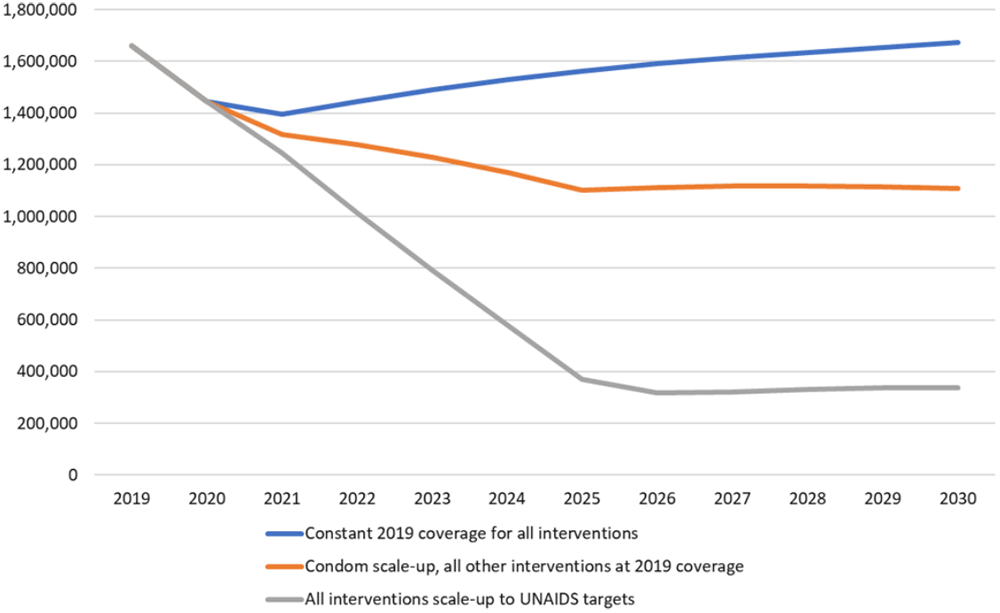 1,800,000
1,600,000
1,400,000
1,200,000
1,000,000
800,000
600,000
400,000
200,000
0
2019 2020 2021 2022 2023 2024 2025 2026 2027 2028 2029 2030
Constant 2019 coverage for all interventions
Condom scale-up, all other interventions at 2019 coverage
All interventions scale-up to UNAIDS targets